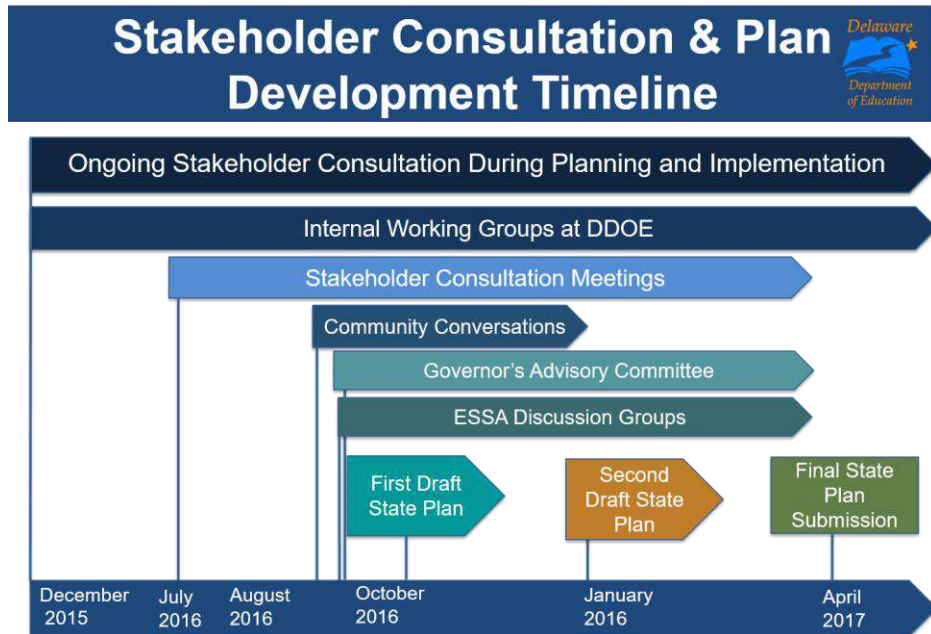 Stakeholder Consultation & Plan
Development Timeline
Delaware
Department
of Education
Ongoing Stakeholder Consultation During Planning and Implementation
Internal Working Groups at DDOE
Stakeholder Consultation Meetings
Community Conversations
Governor's Advisory Committee
ESSA Discussion Groups
First Draft
State Plan
Second
Draft State
Plan
Final State
Plan
Submission
December
2015
July
2016
August
2016
October
2016
January
2016
April
2017